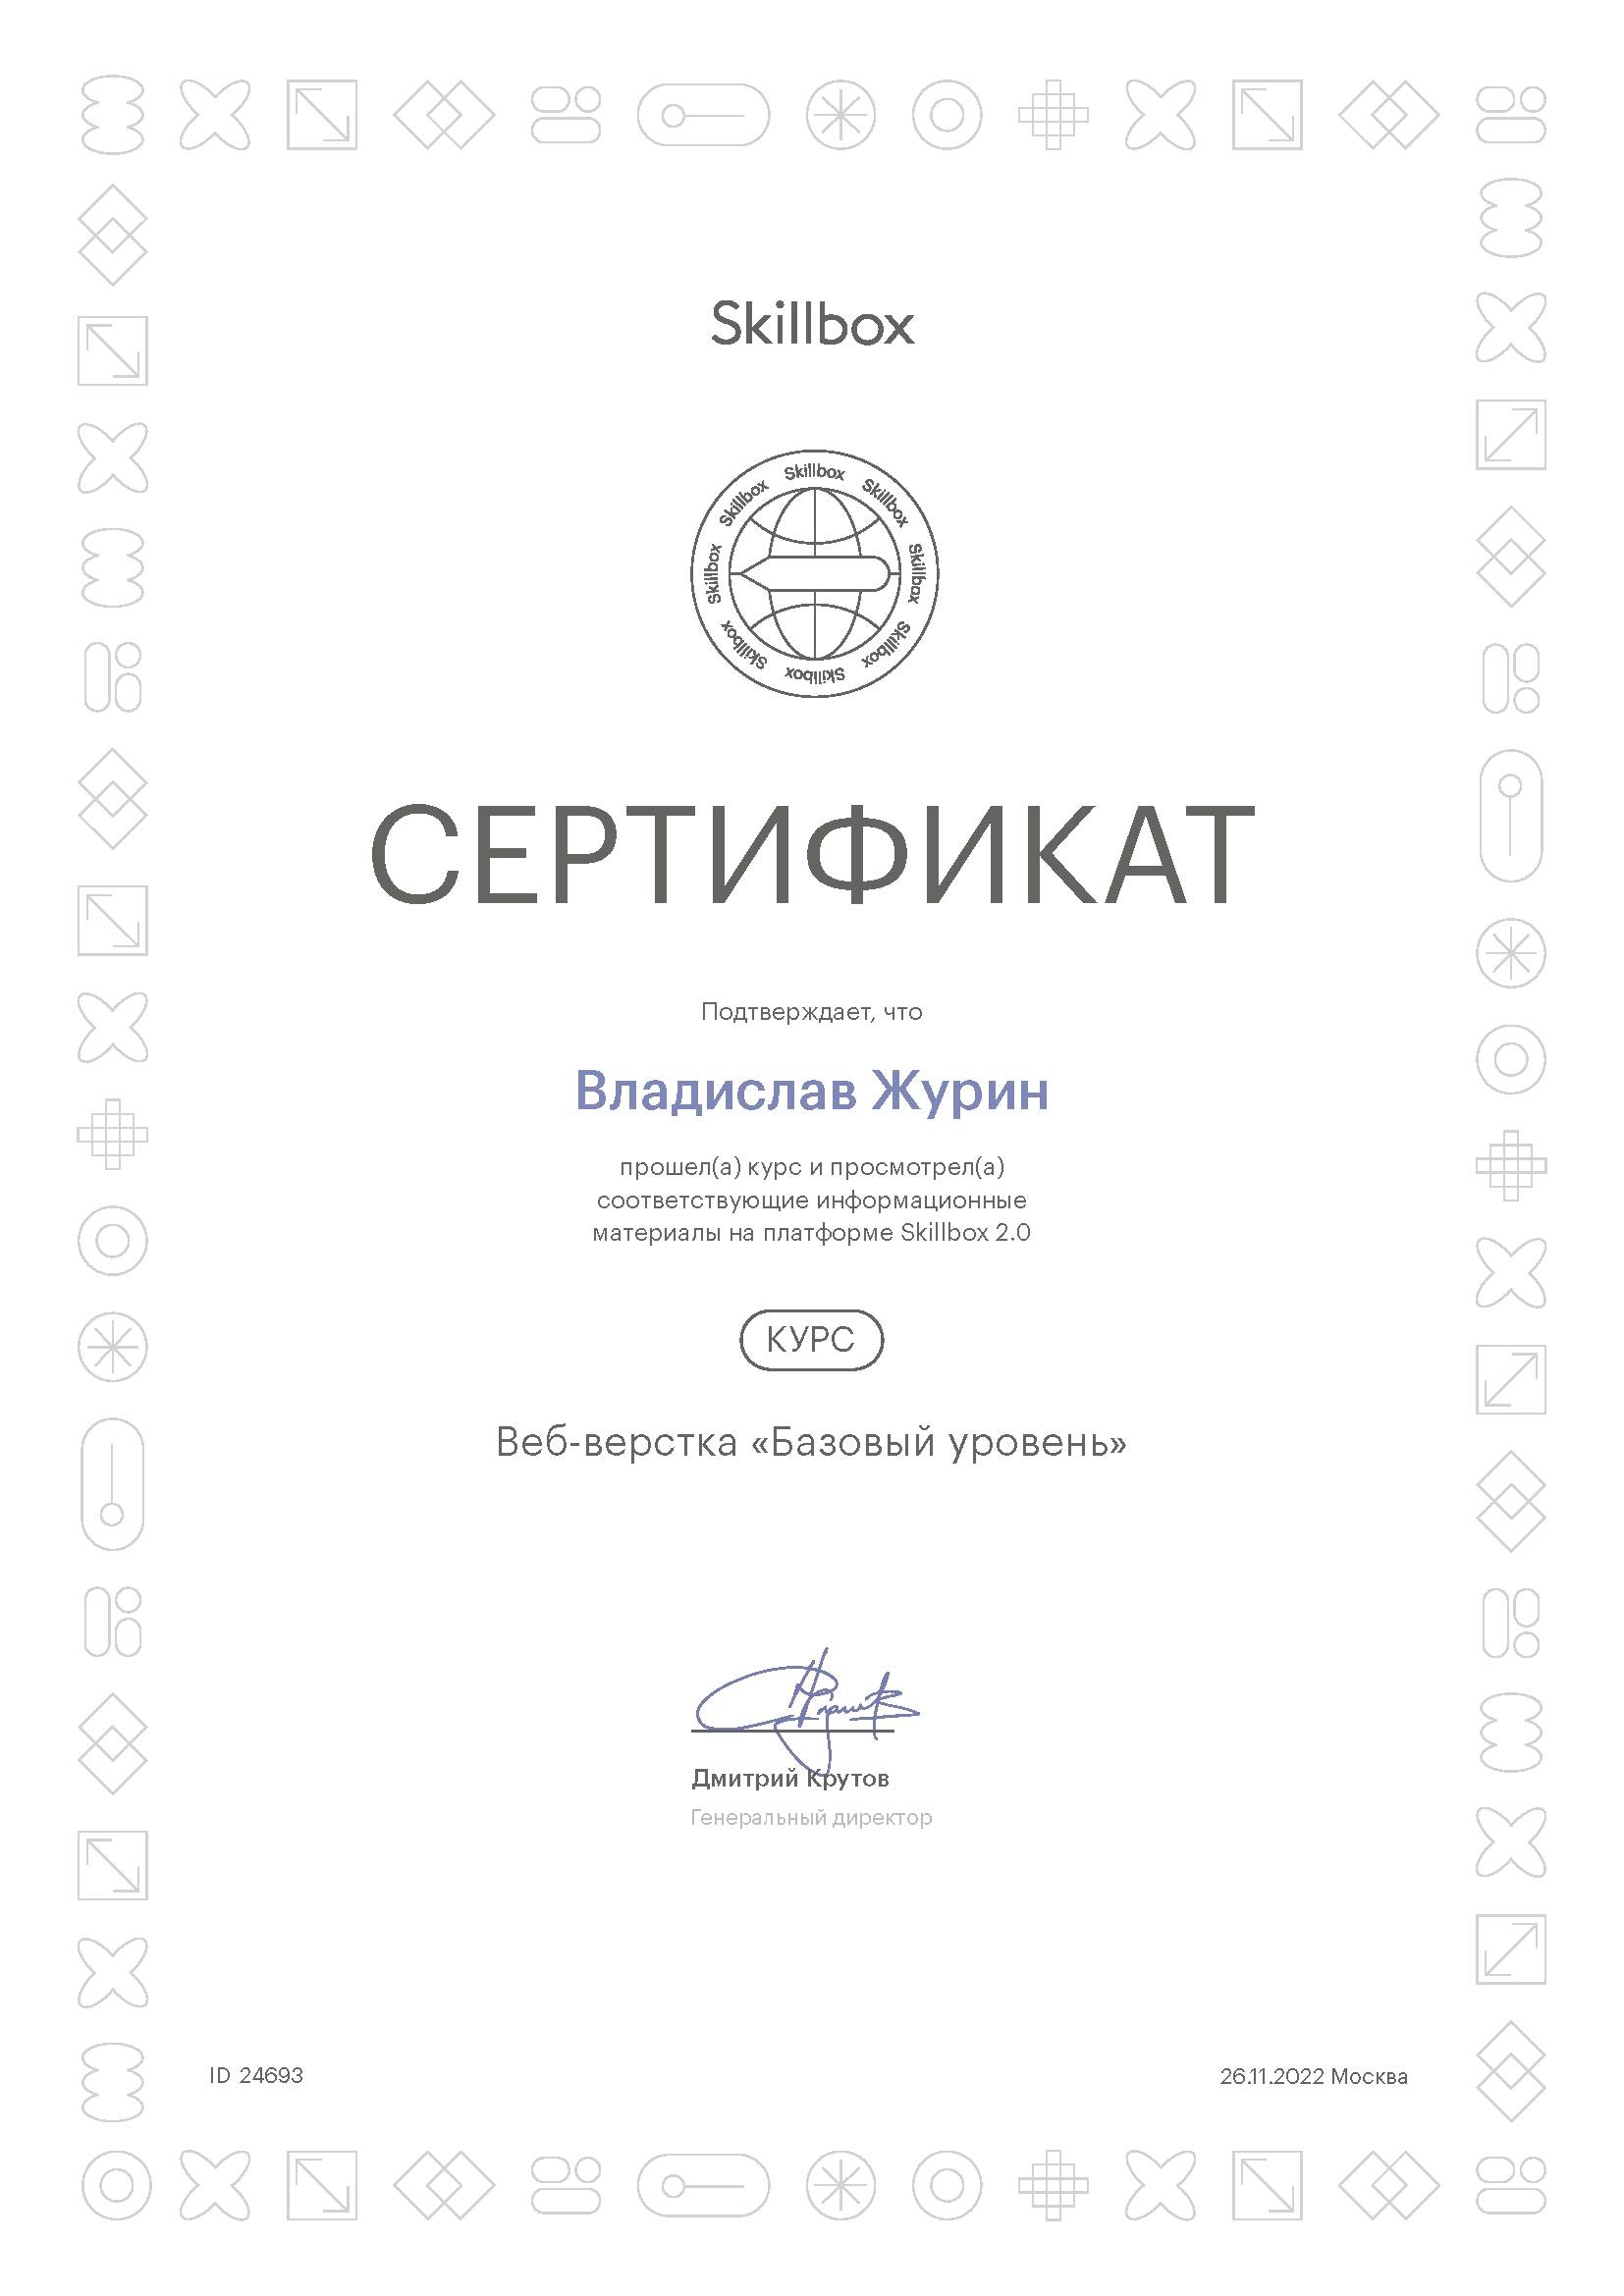 Skillbox
Skillbox Skillbox Skillbox Skillbox Skillbox Skillbox Skillbox Skillbox
СЕРТИФИКАТ
Подтверждает, что
Владислав Журин
прошел(а) курс и просмотрел(а)
соответствующие информационные
материалы на платформе Skillbox 2.0
КУРС
Веб-верстка «Базовый уровень»
Дмитрий Крутов
Генеральный директор
ID 24693
26.11.2022 Москва